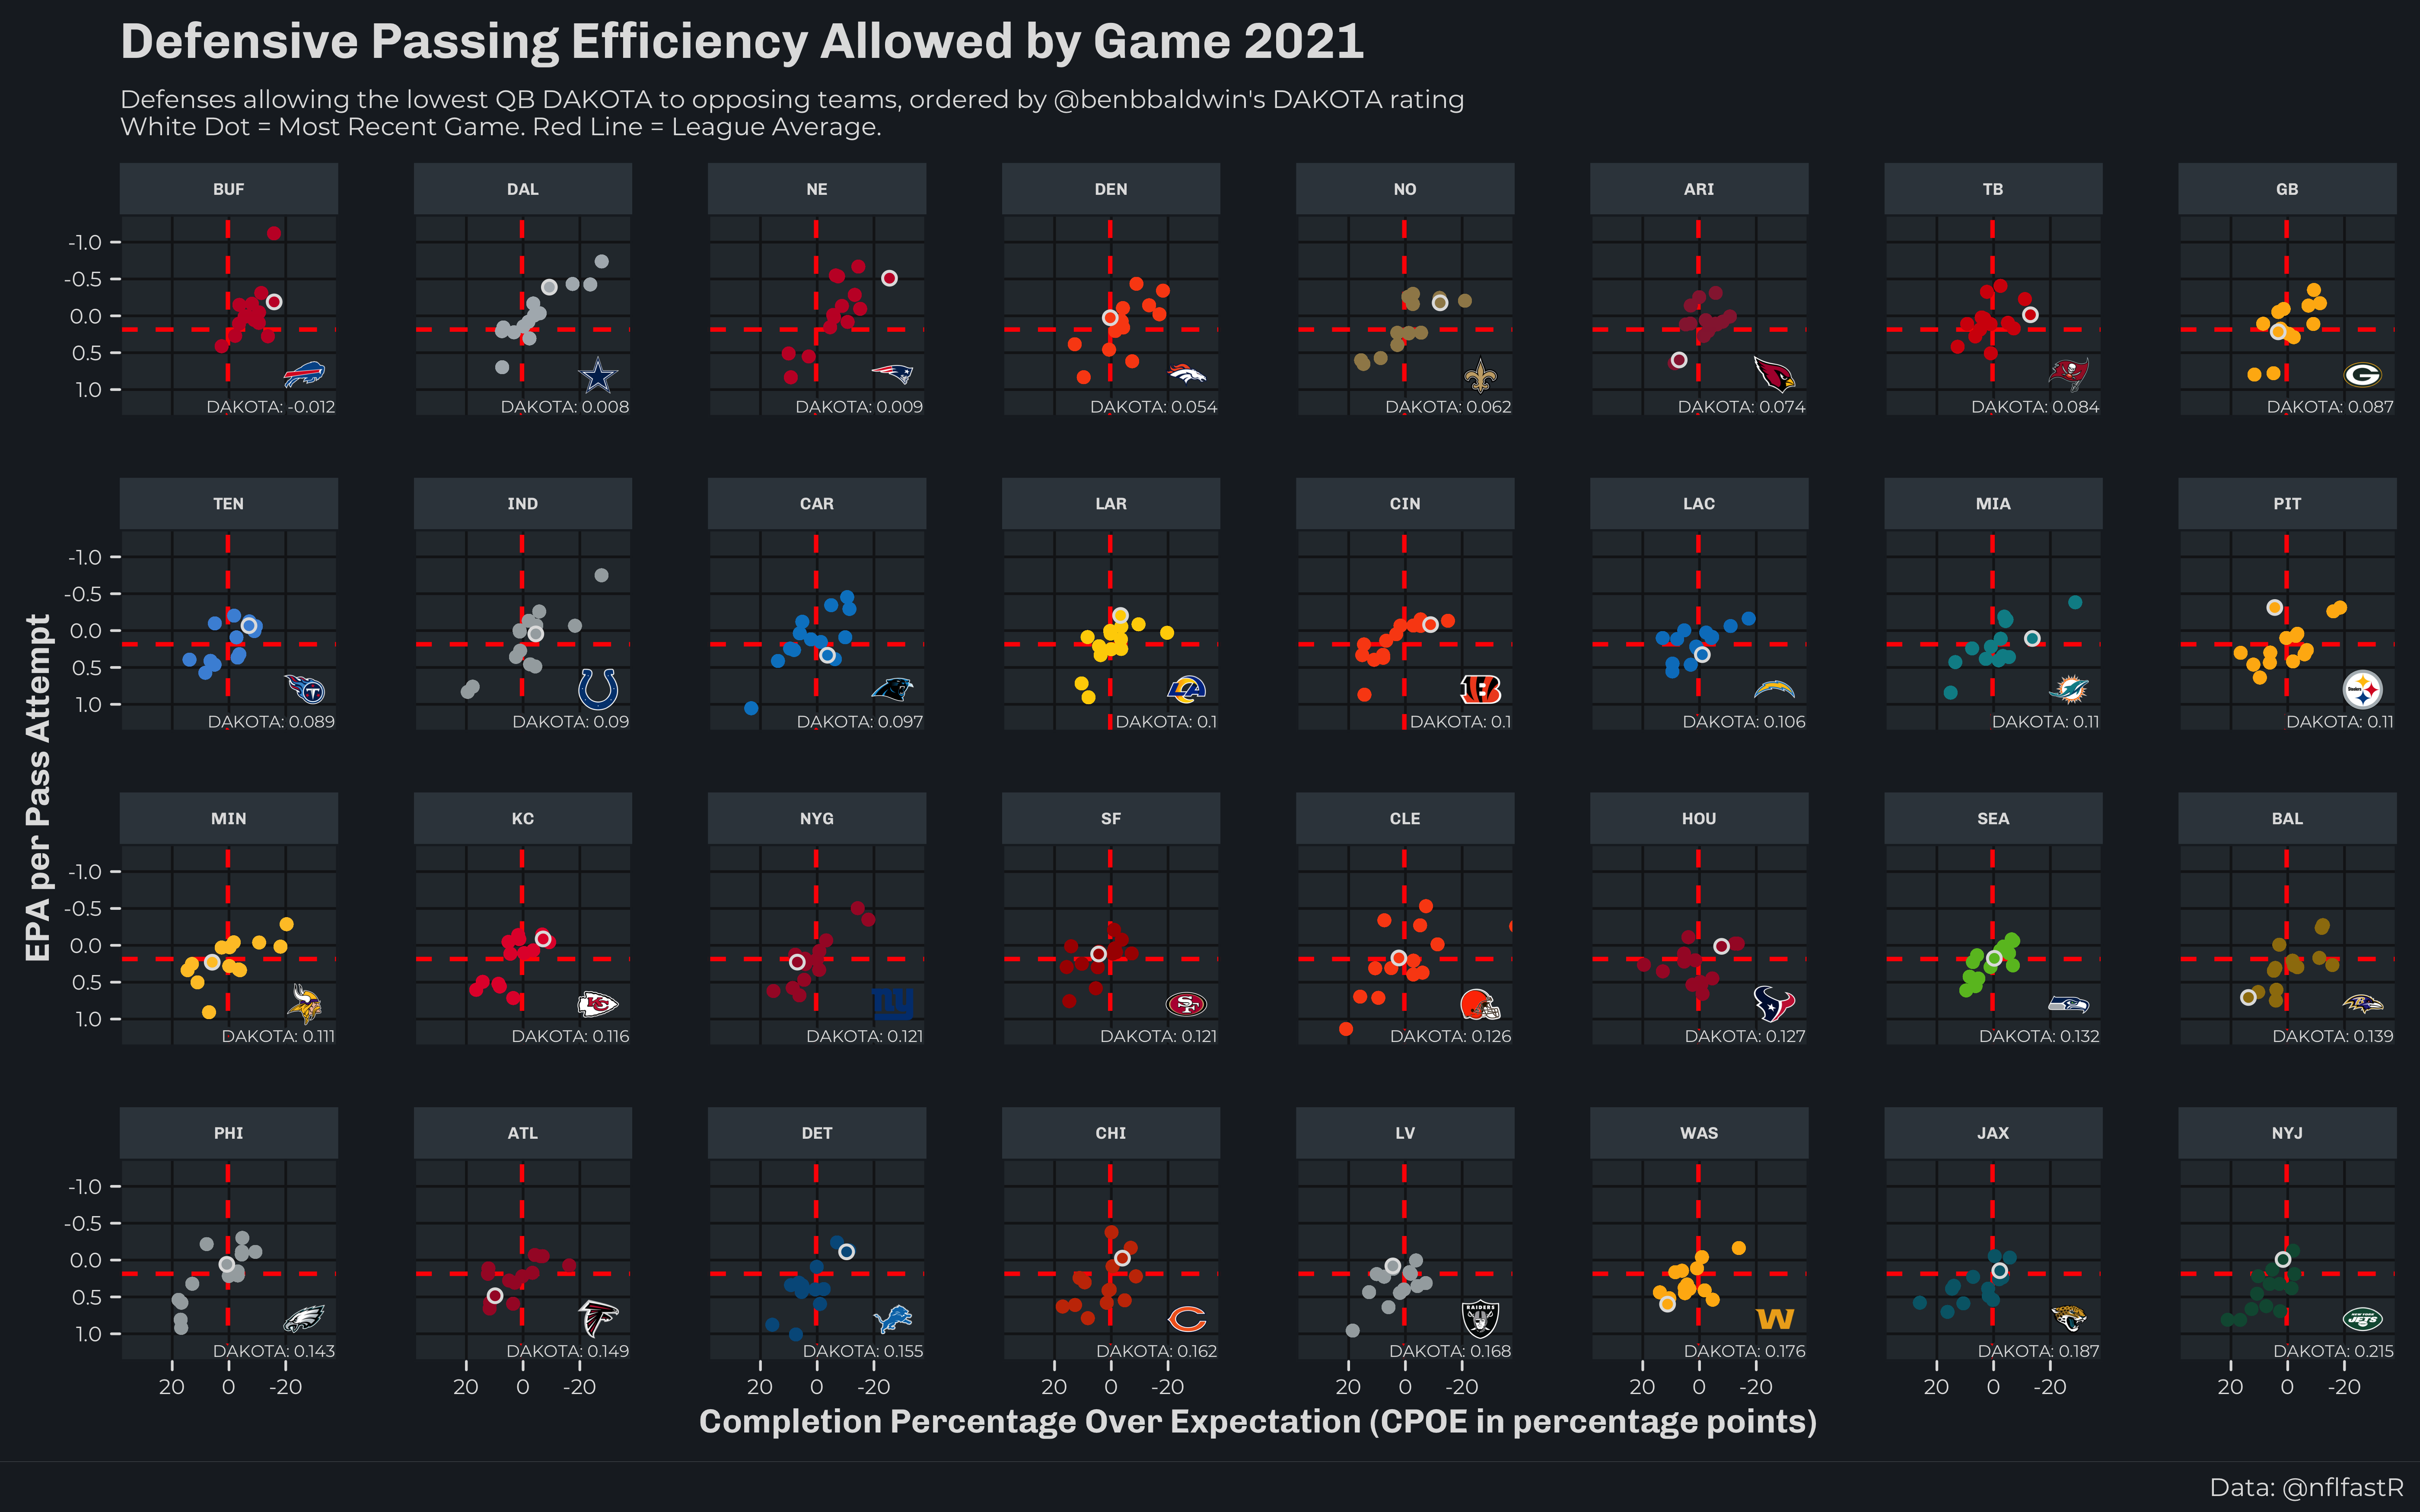 Defensive Passing Efficiency Allowed by Game 2021
Defenses allowing the lowest QB DAKOTA to opposing teams, ordered by @benbbaldwin's DAKOTA rating
White Dot = Most Recent Game. Red Line = League Average.
BUF DAL NE DEN NO ARI TB GB
-1.0
-0.5
0.0
0.5
1.0
DAKOTA: -0.012 DAKOTA: 0.008 DAKOTA: 0.009 DAKOTA: 0.054 DAKOTA: 0.062 DAKOTA: 0.074 DAKOTA: 0.084 DAKOTA: 0.087
TEN IND CAR LAR CIN LAC MIA PIT
-1.0
-0.5
0.0
0.5
1.0
Steelers
DAKOTA: 0.089 DAKOTA: 0.09 DAKOTA: 0.097 DAKOTA: 0.1 DAKOTA: 0.1 DAKOTA: 0.106 DAKOTA: 0.11 DAKOTA: 0.11
MIN KC NYG SF CLE HOU SEA BAL
-1.0
-0.5
0.0
0.5
1.0
KC ny SF
DAKOTA: 0.111 DAKOTA: 0.116 DAKOTA: 0.121 DAKOTA: 0.121 DAKOTA: 0.126 DAKOTA: 0.127 DAKOTA: 0.132 DAKOTA: 0.139
PHI ATL DET CHI LV WAS JAX NYJ
-1.0
-0.5
0.0
0.5
1.0
RAIDERS W NEW YORK JETS
DAKOTA: 0.143 DAKOTA: 0.149 DAKOTA: 0.155 DAKOTA: 0.162 DAKOTA: 0.168 DAKOTA: 0.176 DAKOTA: 0.187 DAKOTA: 0.215
20 0 -20 20 0 -20 20 0 -20 20 0 -20 20 0 -20 20 0 -20 20 0 -20 20 0 -20
EPA per Pass Attempt
Completion Percentage Over Expectation (CPOE in percentage points)
Data: @nflfastR